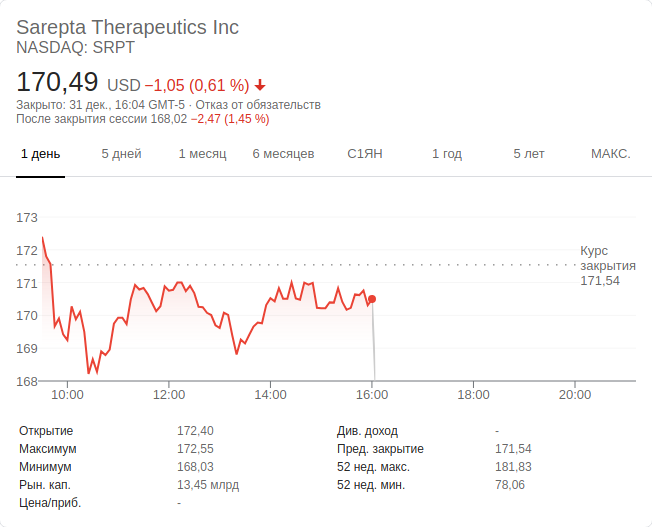 Sarepta Therapeutics Inc
NASDAQ: SRPT
170,49 USD −1,05 (0,61 %)
Закрыто: 31 дек., 16:04 GMT-5 · Отказ от обязательств
После закрытия сессии 168,02 −2,47 (1,45 %)
1 день 5 дней 1 месяц 6 месяцев С1ЯН 1 год 5 лет МАКС.
173
172
171
170
169
168
Курс
закрытия
171,54
10:00 12:00 14:00 16:00 18:00 20:00
Открытие 172,40 Див. доход -
Максимум 172,55 Пред. закрытие 171,54
Минимум 168,03 52 нед. макс. 181,83
Рын. кап. 13,45 млрд 52 нед. мин. 78,06
Цена/приб. -